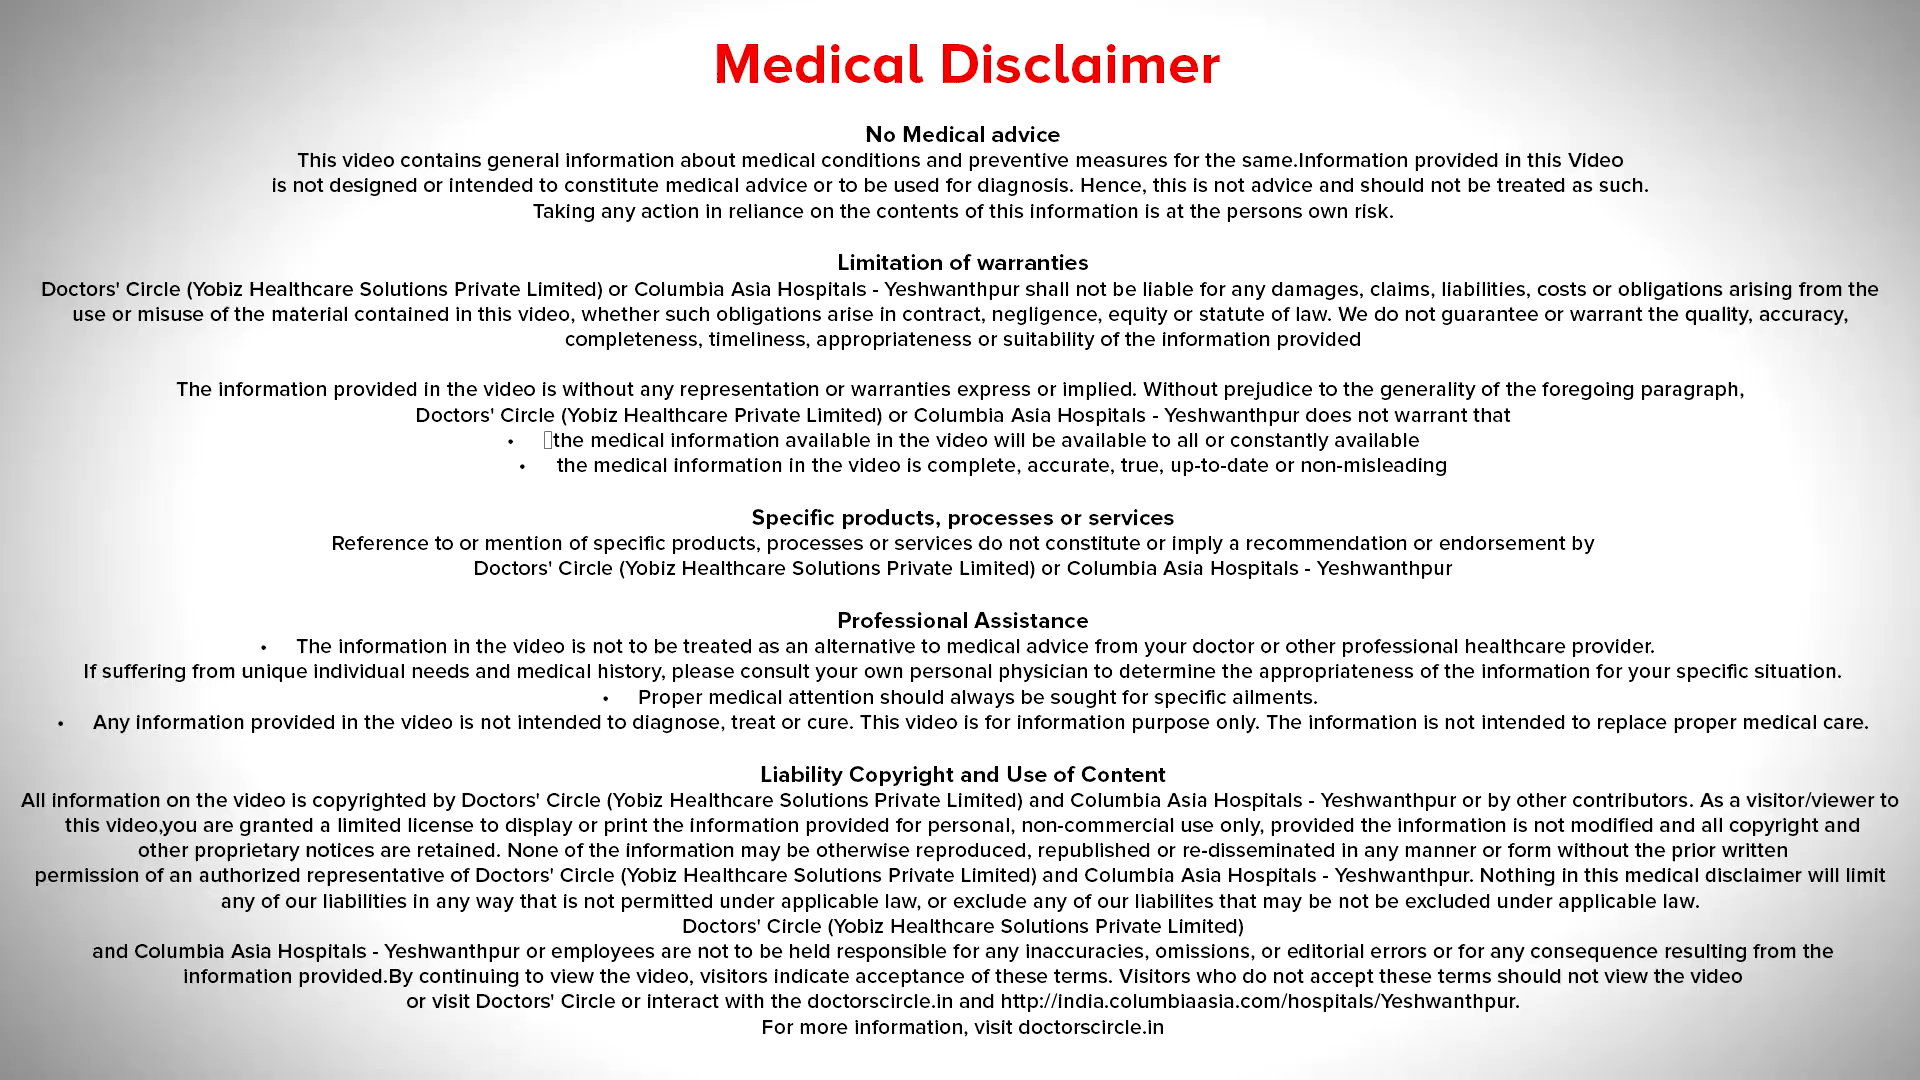 Medical Disclaimer
No Medical advice
This video contains general information about medical conditions and preventive measures for the same.Information provided in this Video
is not designed or intended to constitute medical advice or to be used for diagnosis. Hence, this is not advice and should not be treated as such.
Taking any action in reliance on the contents of this information is at the persons own risk.
Limitation of warranties
Doctors' Circle (Yobiz Healthcare Solutions Private Limited) or Columbia Asia Hospitals - Yeshwanthpur shall not be liable for any damages, claims, liabilities, costs or obligations arising from the
use or misuse of the material contained in this video, whether such obligations arise in contract, negligence, equity or statute of law. We do not guarantee or warrant the quality, accuracy,
completeness, timeliness, appropriateness or suitability of the information provided
The information provided in the video is without any representation or warranties express or implied. Without prejudice to the generality of the foregoing paragraph,
Doctors' Circle (Yobiz Healthcare Private Limited) or Columbia Asia Hospitals - Yeshwanthpur does not warrant that
• the medical information available in the video will be available to all or constantly available
• the medical information in the video is complete, accurate, true, up-to-date or non-misleading
Specific products, processes or services
Reference to or mention of specific products, processes or services do not constitute or imply a recommendation or endorsement by
Doctors' Circle (Yobiz Healthcare Solutions Private Limited) or Columbia Asia Hospitals - Yeshwanthpur
Professional Assistance
• The information in the video is not to be treated as an alternative to medical advice from your doctor or other professional healthcare provider.
If suffering from unique individual needs and medical history, please consult your own personal physician to determine the appropriateness of the information for your specific situation.
• Proper medical attention should always be sought for specific ailments.
• Any information provided in the video is not intended to diagnose, treat or cure. This video is for information purpose only. The information is not intended to replace proper medical care.
Liability Copyright and Use of Content
All information on the video is copyrighted by Doctors' Circle (Yobiz Healthcare Solutions Private Limited) and Columbia Asia Hospitals - Yeshwanthpur or by other contributors. As a visitor/viewer to
this video,you are granted a limited license to display or print the information provided for personal, non-commercial use only, provided the information is not modified and all copyright and
other proprietary notices are retained. None of the information may be otherwise reproduced, republished or re-disseminated in any manner or form without the prior written
permission of an authorized representative of Doctors' Circle (Yobiz Healthcare Solutions Private Limited) and Columbia Asia Hospitals - Yeshwanthpur. Nothing in this medical disclaimer will limit
any of our liabilities in any way that is not permitted under applicable law, or exclude any of our liabilites that may be not be excluded under applicable law.
Doctors' Circle (Yobiz Healthcare Solutions Private Limited)
and Columbia Asia Hospitals - Yeshwanthpur or employees are not to be held responsible for any inaccuracies, omissions, or editorial errors or for any consequence resulting from the
information provided.By continuing to view the video, visitors indicate acceptance of these terms. Visitors who do not accept these terms should not view the video
or visit Doctors' Circle or interact with the doctorscircle.in and http://india.columbiaasia.com/hospitals/Yeshwanthpur.
For more information, visit doctorscircle.in